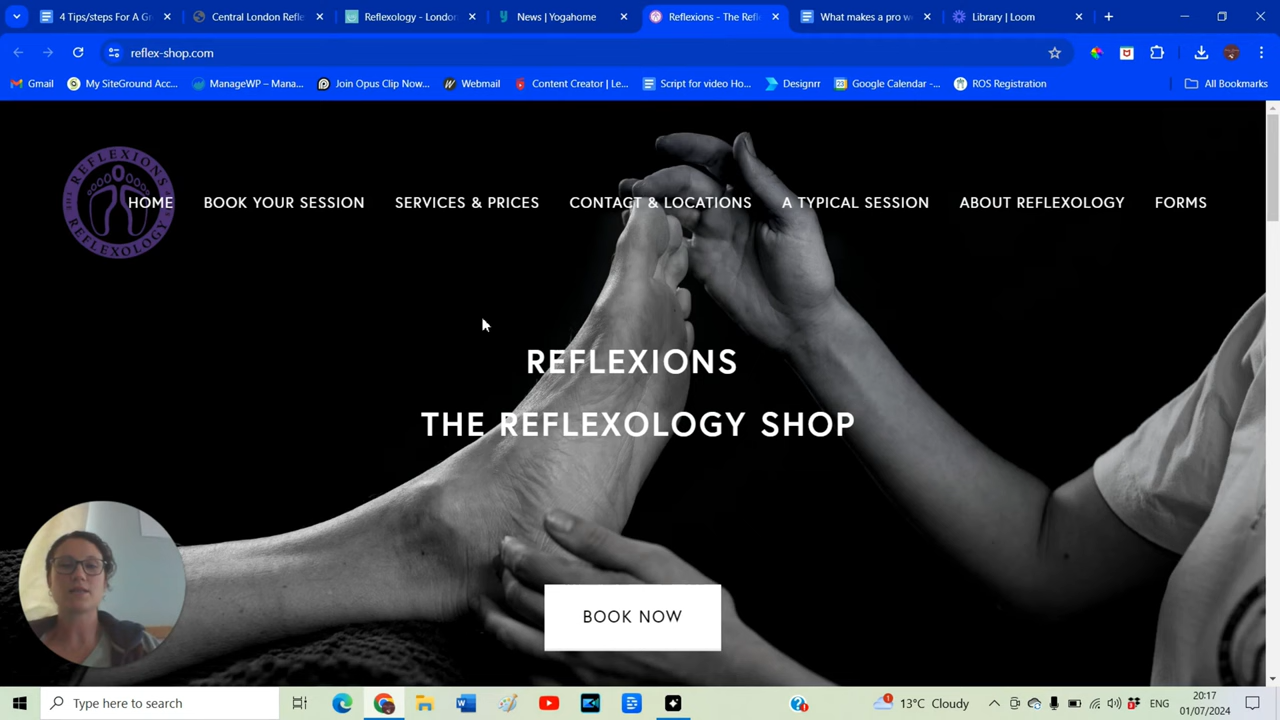 4 Tips/steps For A Gr
Central London Refle
Reflexology - London
News | Yogahome
Reflexions - The Refl
What makes a pro we
Library | Loom
reflex-shop.com
Gmail
My SiteGround Acc...
ManageWP – Mana...
Join Opus Clip Now...
Webmail
Content Creator | Le...
Script for video Ho...
Designrr
Google Calendar -...
ROS Registration
All Bookmarks
REFLEXIONS
THE REFLEXOLOGY
HOME
BOOK YOUR SESSION
SERVICES & PRICES
CONTACT & LOCATIONS
A TYPICAL SESSION
ABOUT REFLEXOLOGY
FORMS
REFLEXIONS
THE REFLEXOLOGY SHOP
BOOK NOW
Type here to search
13°C Cloudy
ENG
20:17
01/07/2024